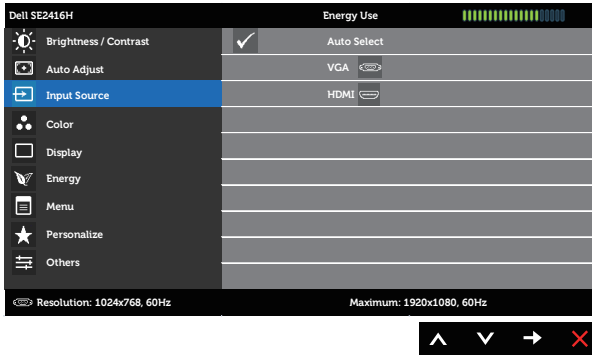 Dell SE2416H Energy Use
Brightness / Contrast Auto Select
Auto Adjust VGA
Input Source HDMI
Color
Display
Energy
Menu
Personalize
Others
Resolution: 1024x768, 60Hz Maximum: 1920x1080, 60Hz